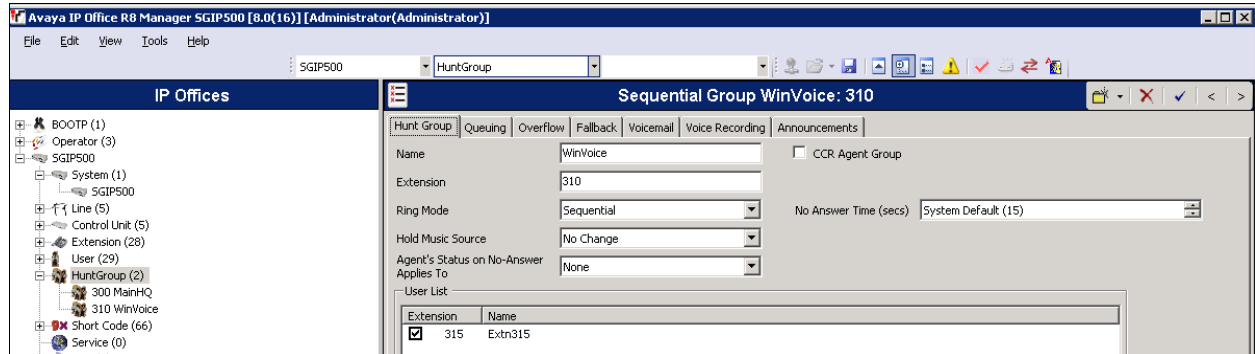 Avaya IP Office R8 Manager SGIP500 [8.0(16)] [Administrator(Administrator)]
File Edit View Tools Help
SGIP500 HuntGroup
IP Offices
Sequential Group WinVoice: 310
BOOTP (1)
Operator (3)
SGIP500
System (1)
SGIP500
Line (5)
Control Unit (5)
Extension (28)
User (29)
HuntGroup (2)
300 MainHQ
310 WinVoice
Short Code (66)
Service (0)
Hunt Group Queuing Overflow Fallback Voicemail Voice Recording Announcements
Name WinVoice CCR Agent Group
Extension 310
Ring Mode Sequential No Answer Time (secs) System Default (15)
Hold Music Source No Change
Agent's Status on No-Answer
Applies To None
User List
Extension Name
315 Extn315